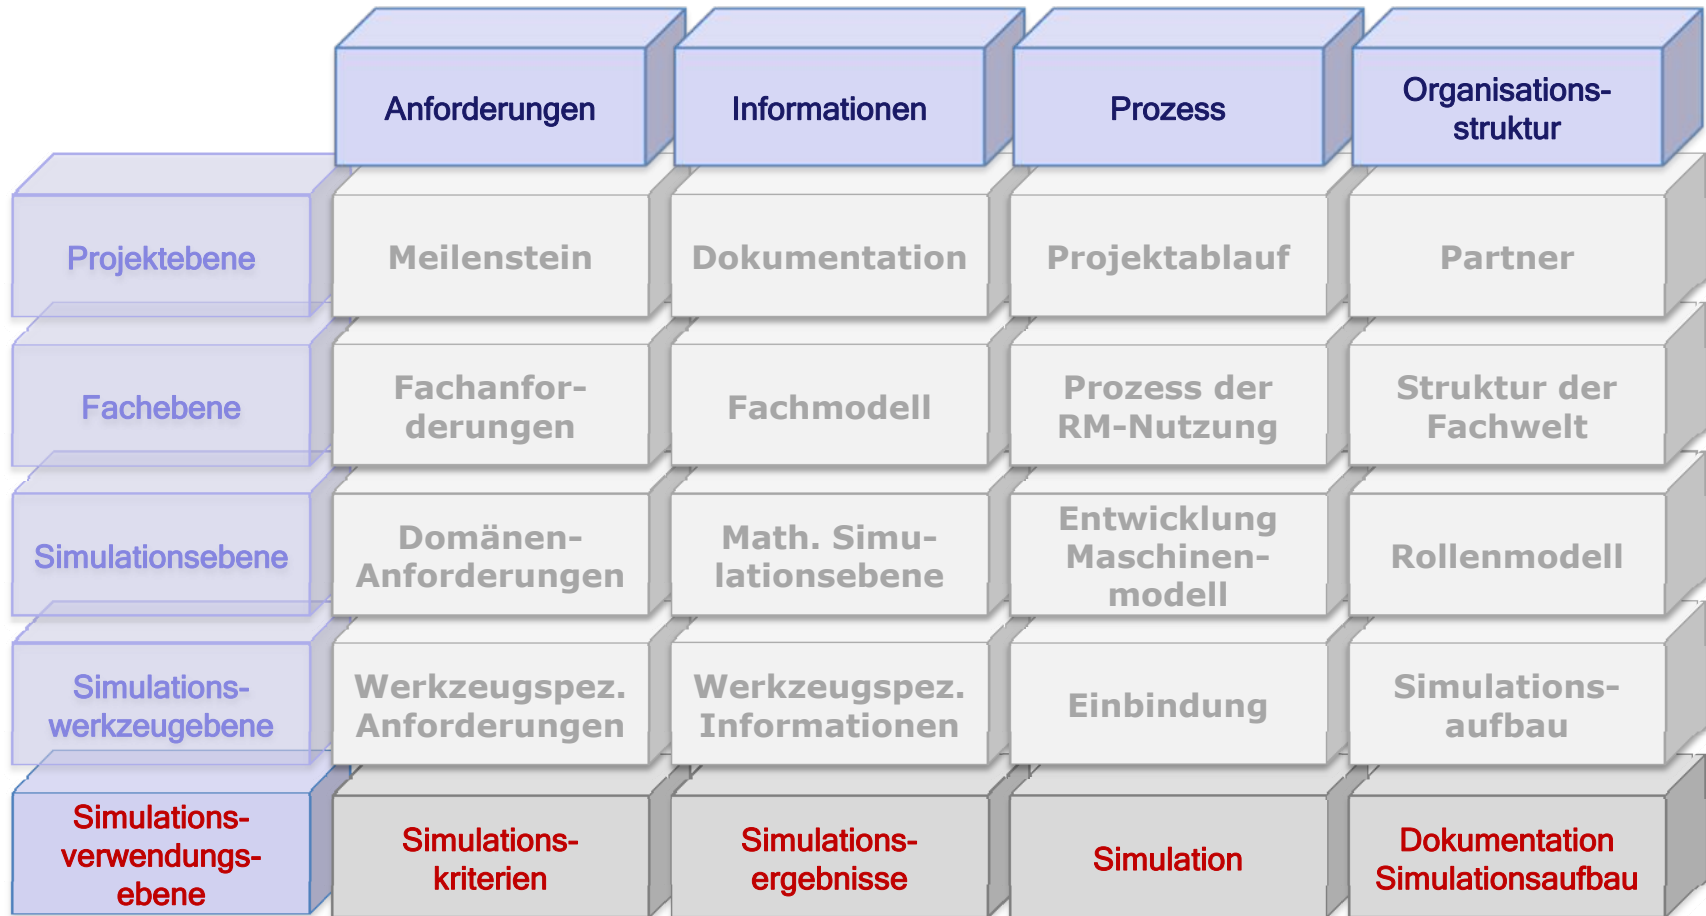 Anforderungen
Informationen
Prozess
Organisations-
struktur
Projektebene
Meilenstein
Dokumentation
Projektablauf
Partner
Fachebene
Fachanfor-
derungen
Fachmodell
Prozess der
RM-Nutzung
Struktur der
Fachwelt
Simulationsebene
Domänen-
Anforderungen
Math. Simu-
lationsebene
Entwicklung
Maschinen-
modell
Rollenmodell
Simulations-
werkzeugebene
Werkzeugspez.
Anforderungen
Werkzeugspez.
Informationen
Einbindung
Simulations-
aufbau
Simulations-
verwendungs-
ebene
Simulations-
kriterien
Simulations-
ergebnisse
Simulation
Dokumentation
Simulationsaufbau